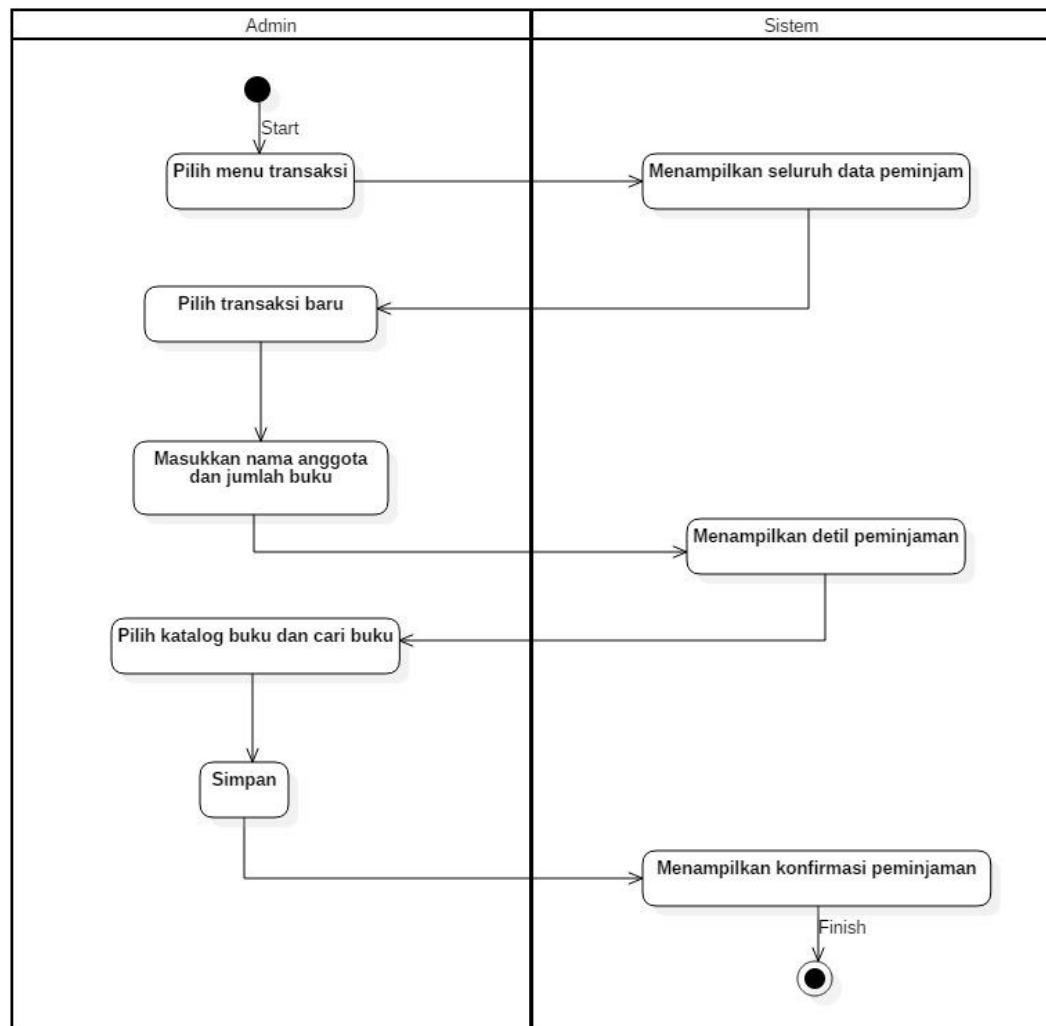 Admin
Sistem
Start
Pilih menu transaksi
Menampilkan seluruh data peminjam
Pilih transaksi baru
Masukkan nama anggota
dan jumlah buku
Menampilkan detil peminjaman
Pilih katalog buku dan cari buku
Simpan
Menampilkan konfirmasi peminjaman
Finish